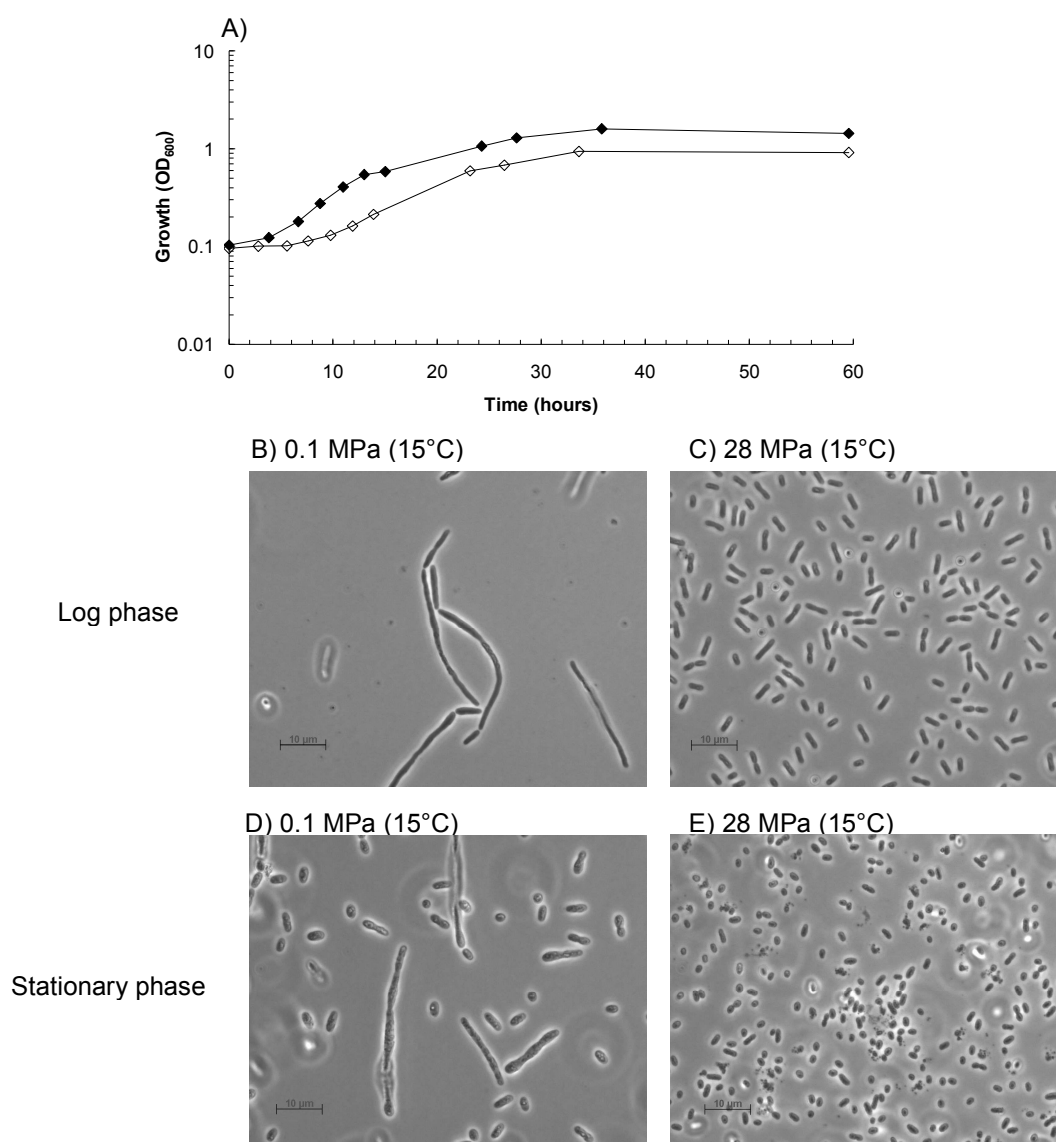 A)
10
1
0.1
0.01
Growth (OD600)
0 10 20 30 40 50 60
Time (hours)
B) 0.1 MPa (15°C)
C) 28 MPa (15°C)
Log phase
10 µm
10 µm
D) 0.1 MPa (15°C)
E) 28 MPa (15°C)
Stationary phase
10 µm
10 µm